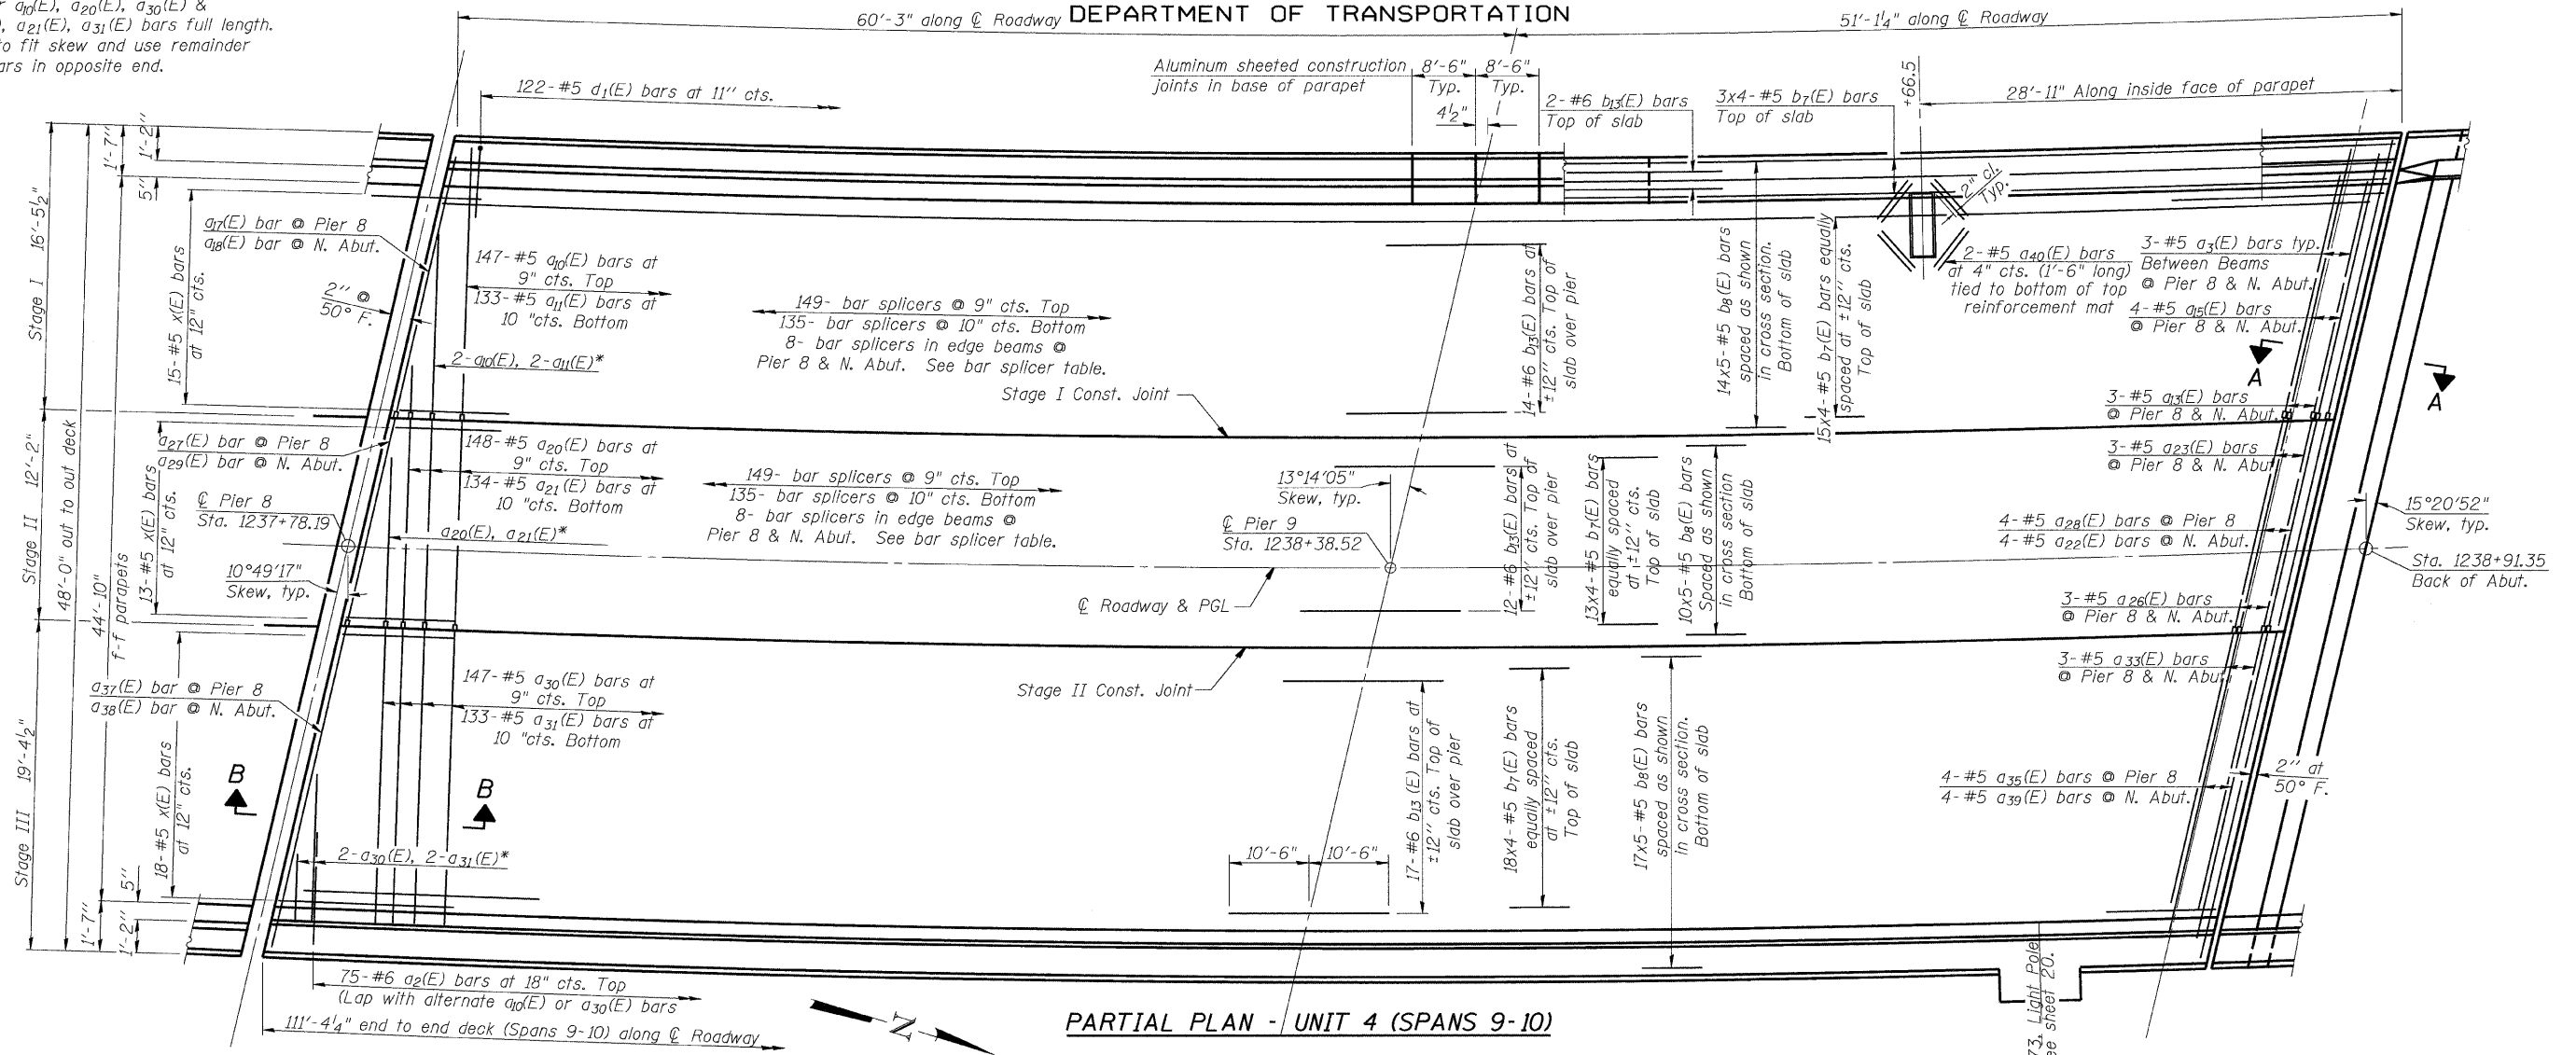 a10(E), a20(E), a30(E) &
a21(E), a31(E) bars full length.
to fit skew and use remainder
in opposite end.
60'-3" along ℄ Roadway
DEPARTMENT OF TRANSPORTATION
51'-1¼" along ℄ Roadway
122-#5 d1(E) bars at 11" cts.
Aluminum sheeted construction
joints in base of parapet
8'-6"
Typ.
8'-6"
Typ.
4½"
2-#6 b13(E) bars
Top of slab
3x4-#5 b7(E) bars
Top of slab
+66.5
28'-11" Along inside face of parapet
1'-7"
1'-2"
5"
Stage I 16'-5½"
Stage II 12'-2"
Stage III 19'-4½"
48'-0" out to out deck
44'-10"
f-f parapets
15-#5 x(E) bars
at 12" cts.
a17(E) bar @ Pier 8
a18(E) bar @ N. Abut.
2" @
50° F.
147-#5 a10(E) bars at
9" cts. Top
133-#5 a11(E) bars at
10 "cts. Bottom
2-a10(E), 2-a11(E)*
149- bar splicers @ 9" cts. Top
135- bar splicers @ 10" cts. Bottom
8- bar splicers in edge beams @
Pier 8 & N. Abut. See bar splicer table.
Stage I Const. Joint
14-#6 b13(E) bars at
±12" cts. Top of
slab over pier
14x5-#5 b8(E) bars
spaced as shown
in cross section.
Bottom of slab
15x4-#5 b7(E) bars equally
spaced at ±12" cts.
Top of slab
2" cl.
Typ.
2-#5 a40(E) bars
at 4" cts. (1'-6" long)
tied to bottom of top
reinforcement mat
3-#5 a3(E) bars typ.
Between Beams
@ Pier 8 & N. Abut.
4-#5 a15(E) bars
@ Pier 8 & N. Abut.
A
A
3-#5 a13(E) bars
@ Pier 8 & N. Abut.
a27(E) bar @ Pier 8
a29(E) bar @ N. Abut.
13-#5 x(E) bars
at 12" cts.
℄ Pier 8
Sta. 1237+78.19
10°49'17"
Skew, typ.
148-#5 a20(E) bars at
9" cts. Top
134-#5 a21(E) bars at
10 "cts. Bottom
a20(E), a21(E)*
149- bar splicers @ 9" cts. Top
135- bar splicers @ 10" cts. Bottom
8- bar splicers in edge beams @
Pier 8 & N. Abut. See bar splicer table.
13°14'05"
Skew, typ.
℄ Pier 9
Sta. 1238+38.52
℄ Roadway & PGL
12-#6 b13(E) bars at
±12" cts. Top of
slab over pier
13x4-#5 b7(E) bars
equally spaced
at ±12" cts.
Top of slab
10x5-#5 b8(E) bars
Spaced as shown
in cross section
Bottom of slab
3-#5 a23(E) bars
@ Pier 8 & N. Abut
4-#5 a28(E) bars @ Pier 8
4-#5 a22(E) bars @ N. Abut.
15°20'52"
Skew, typ.
Sta. 1238+91.35
Back of Abut.
3-#5 a26(E) bars
@ Pier 8 & N. Abut.
3-#5 a33(E) bars
@ Pier 8 & N. Abut
a37(E) bar @ Pier 8
a38(E) bar @ N. Abut.
147-#5 a30(E) bars at
9" cts. Top
133-#5 a31(E) bars at
10 "cts. Bottom
Stage II Const. Joint
B
B
18-#5 x(E) bars
at 12" cts.
2-a30(E), 2-a31(E)*
10'-6"
10'-6"
17-#6 b13(E) bars at
±12" cts. Top of
slab over pier
18x4-#5 b7(E) bars
equally spaced
at ±12" cts.
Top of slab
17x5-#5 b8(E) bars
spaced as shown
in cross section.
Bottom of slab
4-#5 a35(E) bars @ Pier 8
4-#5 a39(E) bars @ N. Abut.
2" at
50° F.
5"
1'-7"
1'-2"
75-#6 a2(E) bars at 18" cts. Top
(Lap with alternate a10(E) or a30(E) bars
111'-4¼" end to end deck (Spans 9-10) along ℄ Roadway
N
PARTIAL PLAN - UNIT 4 (SPANS 9-10)
73, Light Pole
sheet 20.